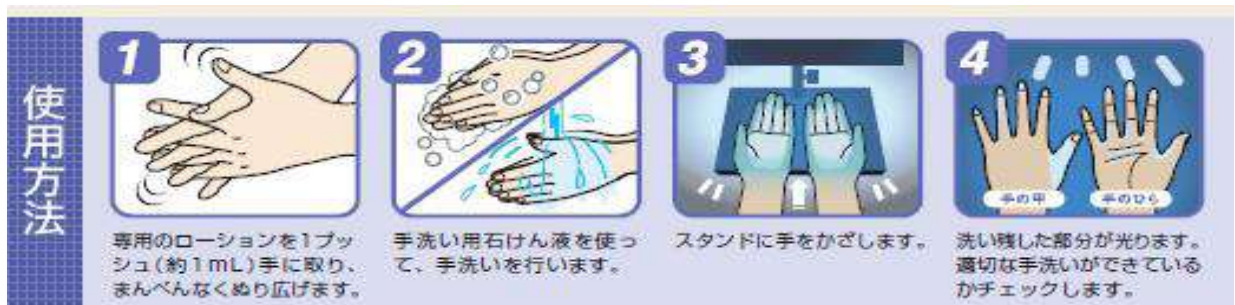 使用方法
1
専用のローションを1プッ
シュ(約1mL)手に取り、
まんべんなくぬり広げます。
2
手洗い用石けん液を使っ
て、手洗いを行います。
3
スタンドに手をかざします。
4
手の甲
手のひら
洗い残した部分が光ります。
適切な手洗いができている
かチェックします。